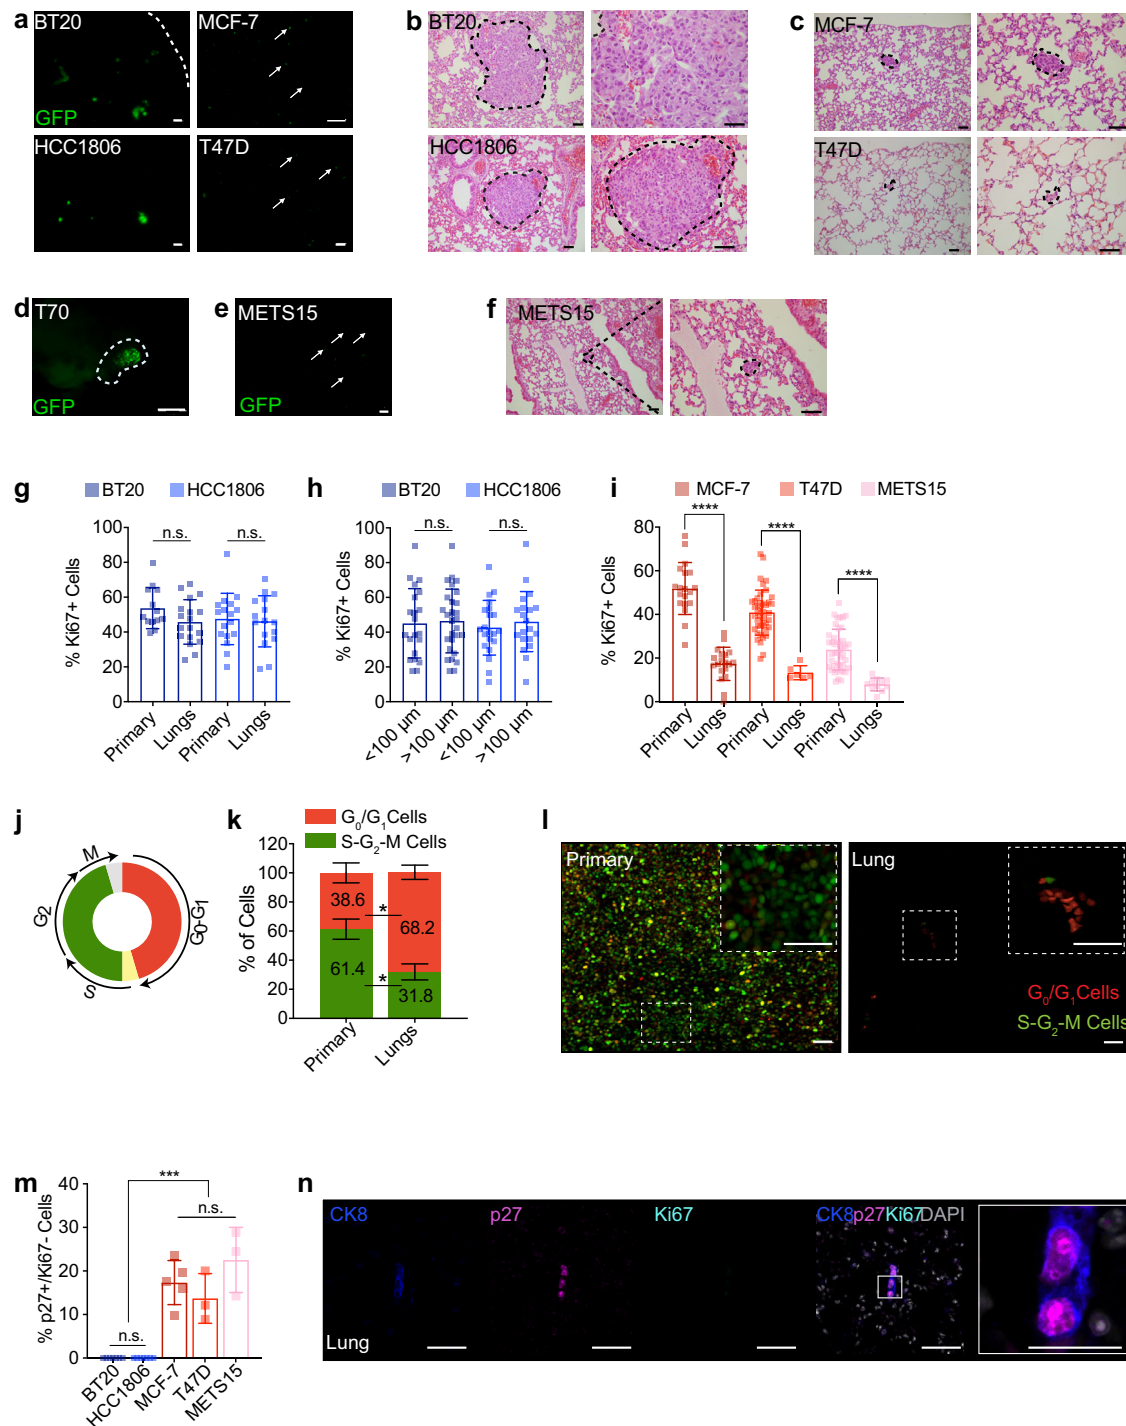 a
BT20
MCF-7
GFP
HCC1806
T47D
b
BT20
HCC1806
c
MCF-7
T47D
d
T70
GFP
e
METS15
GFP
f
METS15
g
BT20 HCC1806
% Ki67+ Cells
100
80
60
40
20
0
n.s. n.s.
Primary Lungs Primary Lungs
h
BT20 HCC1806
% Ki67+ Cells
100
80
60
40
20
0
n.s. n.s.
<100 µm >100 µm <100 µm >100 µm
i
MCF-7 T47D METS15
% Ki67+ Cells
80
60
40
20
0
**** **** ****
Primary Lungs Primary Lungs Primary Lungs
j
M
G2
S
G0-G1
k
G0/G1Cells
S-G2-M Cells
% of Cells
120
100
80
60
40
20
0
38.6
68.2
61.4
31.8
*
*
Primary Lungs
l
Primary
Lung
G0/G1Cells
S-G2-M Cells
m
% p27+/Ki67- Cells
40
30
20
10
0
***
n.s.
n.s.
BT20 HCC1806 MCF-7 T47D METS15
n
CK8
p27
Ki67
CK8p27Ki67DAPI
Lung